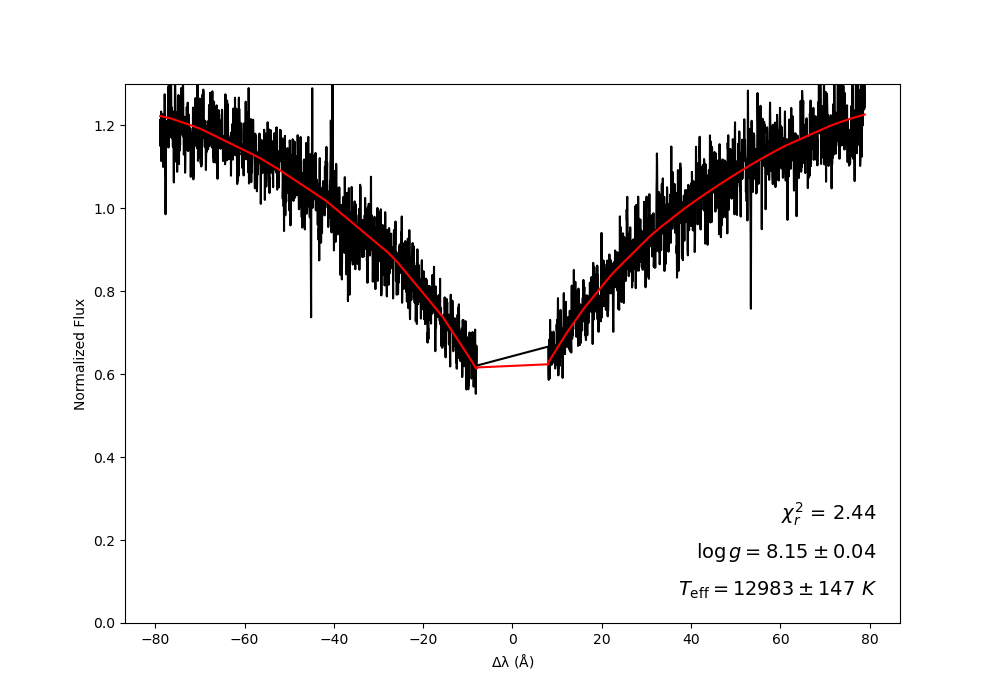 1.2
1.0
0.8
0.6
0.4
0.2
0.0
Normalized Flux
χ²ᵣ = 2.44
log g = 8.15 ± 0.04
T_eff = 12983 ± 147 K
−80 −60 −40 −20 0 20 40 60 80
Δλ (Å)